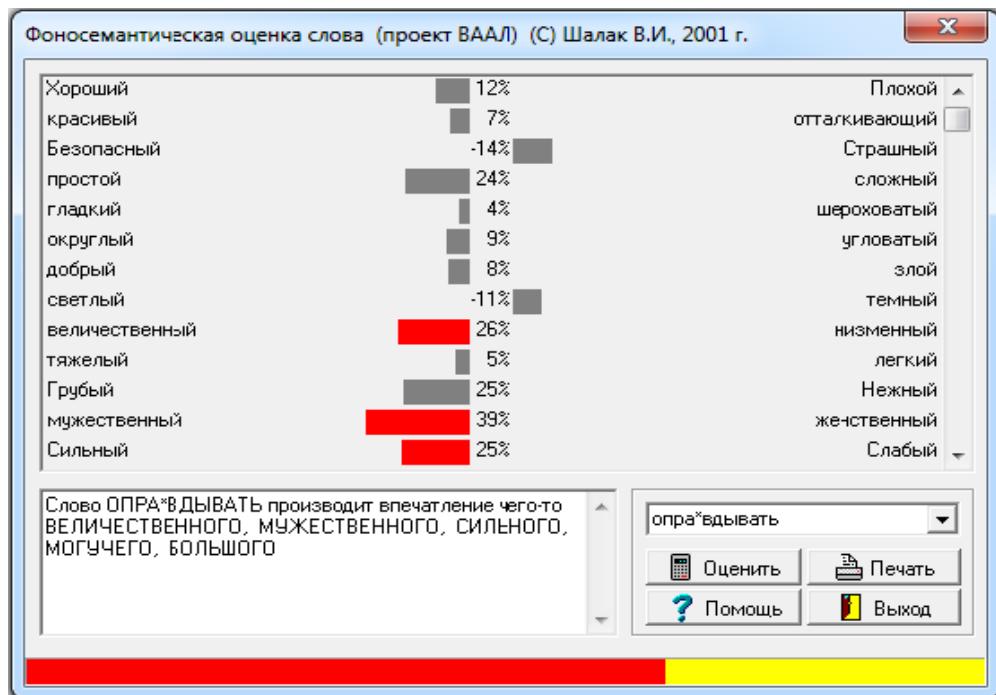 Фоносемантическая оценка слова (проект ВААЛ) (C) Шалак В.И., 2001 г.
Хороший 12% Плохой
красивый 7% отталкивающий
Безопасный -14% Страшный
простой 24% сложный
гладкий 4% шероховатый
округлый 9% угловатый
добрый 8% злой
светлый -11% темный
величественный 26% низменный
тяжелый 5% легкий
Грубый 25% Нежный
мужественный 39% женственный
Сильный 25% Слабый
Слово ОПРА*ВДЫВАТЬ производит впечатление чего-то
ВЕЛИЧЕСТВЕННОГО, МУЖЕСТВЕННОГО, СИЛЬНОГО,
МОГУЧЕГО, БОЛЬШОГО
опра*вдывать
Оценить Печать
Помощь Выход